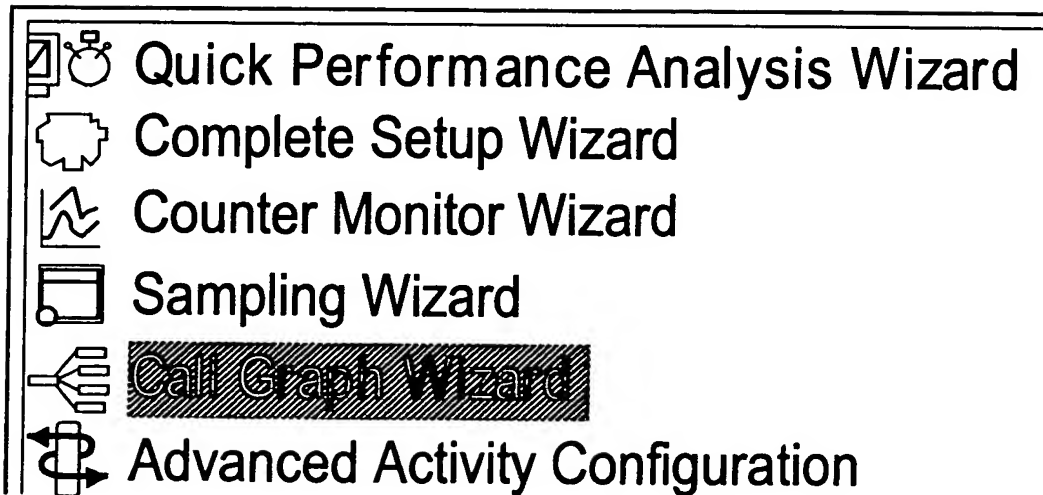 Quick Performance Analysis Wizard
Complete Setup Wizard
Counter Monitor Wizard
Sampling Wizard
Call Graph Wizard
Advanced Activity Configuration